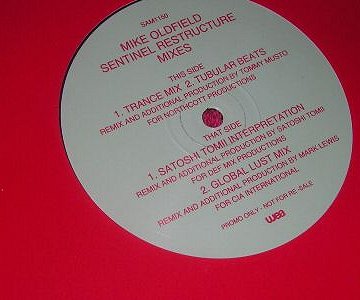 SAM1150
MIKE OLDFIELD
SENTINEL RESTRUCTURE
MIXES
THIS SIDE
1. TRANCE MIX 2. TUBULAR BEATS
REMIX AND ADDITIONAL PRODUCTION BY TOMMY MUSTO
FOR NORTHCOTT PRODUCTIONS
THAT SIDE
1. SATOSHI TOMII INTERPRETATION
REMIX AND ADDITIONAL PRODUCTION BY SATOSHI TOMII
FOR DEF MIX PRODUCTIONS
2. GLOBAL LUST MIX
REMIX AND ADDITIONAL PRODUCTION BY MARK LEWIS
FOR CIA INTERNATIONAL
PROMO ONLY - NOT FOR RE-SALE
wea